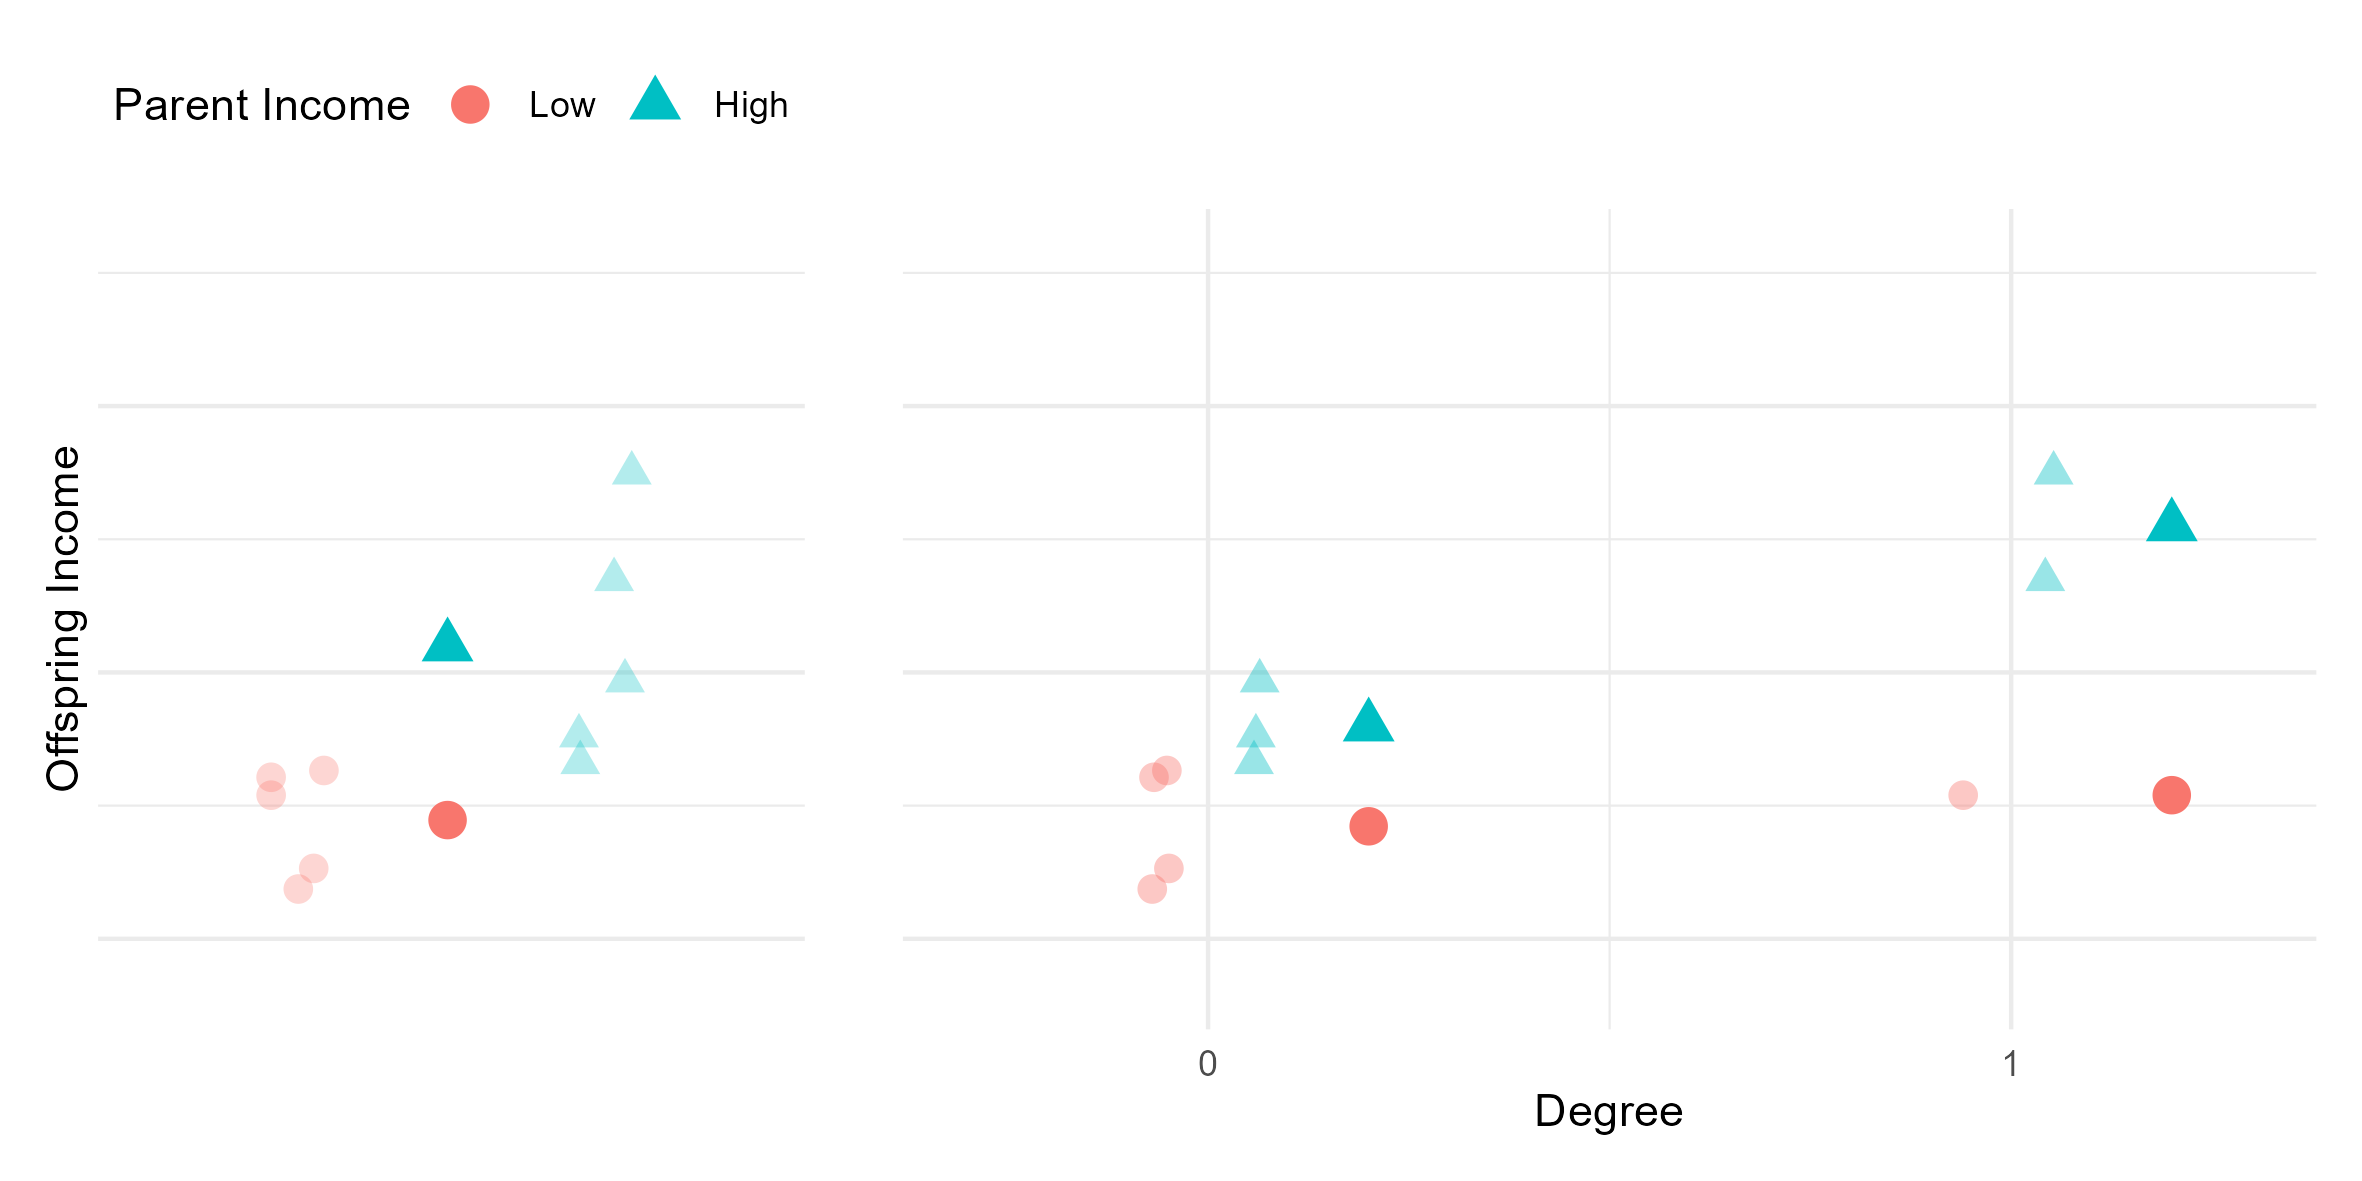 Parent Income Low High
Offspring Income
0 1
Degree